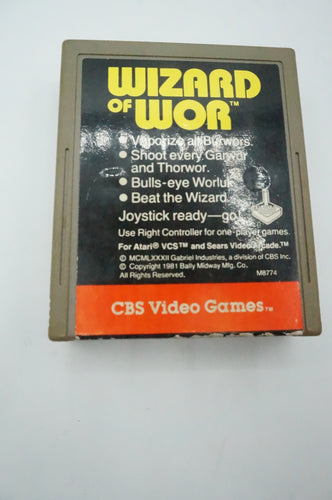 WIZARD
OF WOR™
• Vaporize all Burwors.
• Shoot every Garwor
and Thorwor.
• Bulls-eye Worluk
• Beat the Wizard.
Joystick ready—go!
Use Right Controller for one-player games.
For Atari® VCS™ and Sears Video Arcade.™
© MCMLXXXII Gabriel Industries, a division of CBS Inc.
© Copyright 1981 Bally Midway Mfg. Co.
All Rights Reserved. M8774
CBS Video Games™